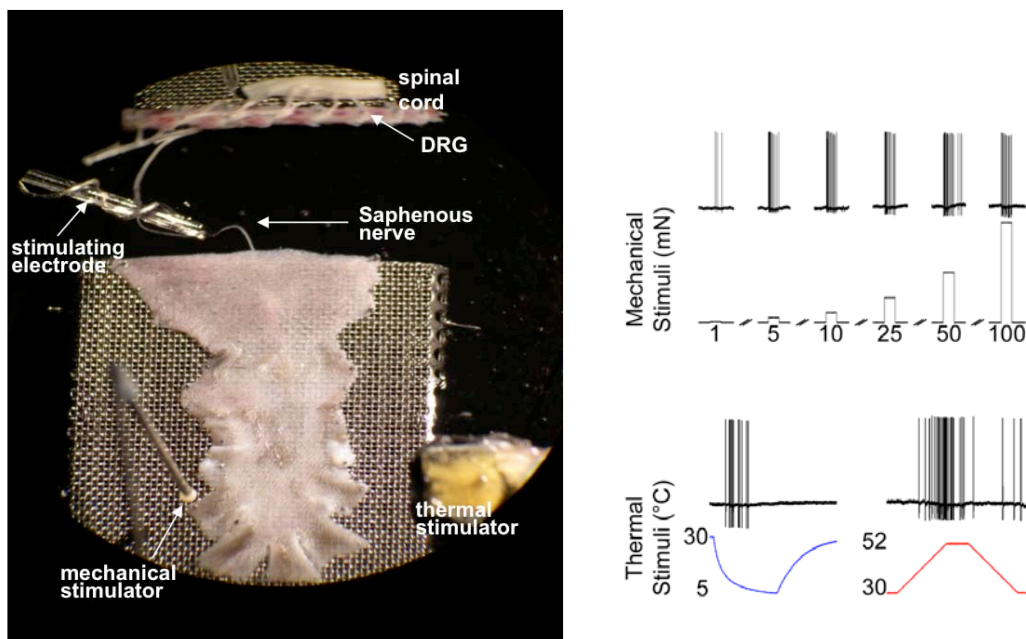 spinal
cord
DRG
Saphenous
nerve
stimulating
electrode
thermal
stimulator
mechanical
stimulator
Mechanical
Stimuli (mN)
1 5 10 25 50 100
Thermal
Stimuli (°C)
30
5
52
30